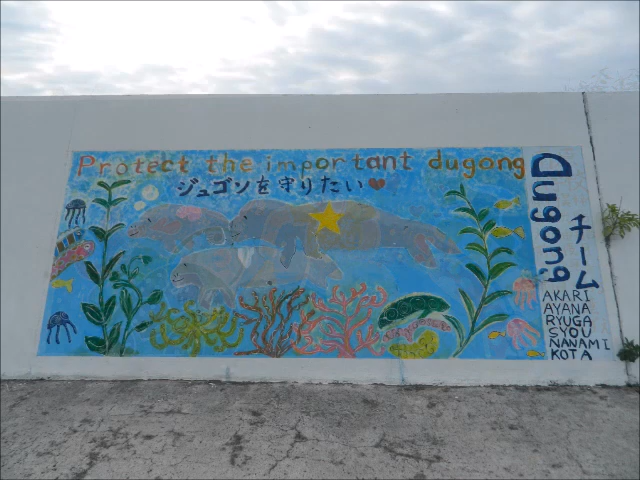 Protect the important dugong
ジュゴンを守りたい♥
Dugong
チーム
AKARI
AYANA
RYUGA
SYOU
NANAMI
KOTA